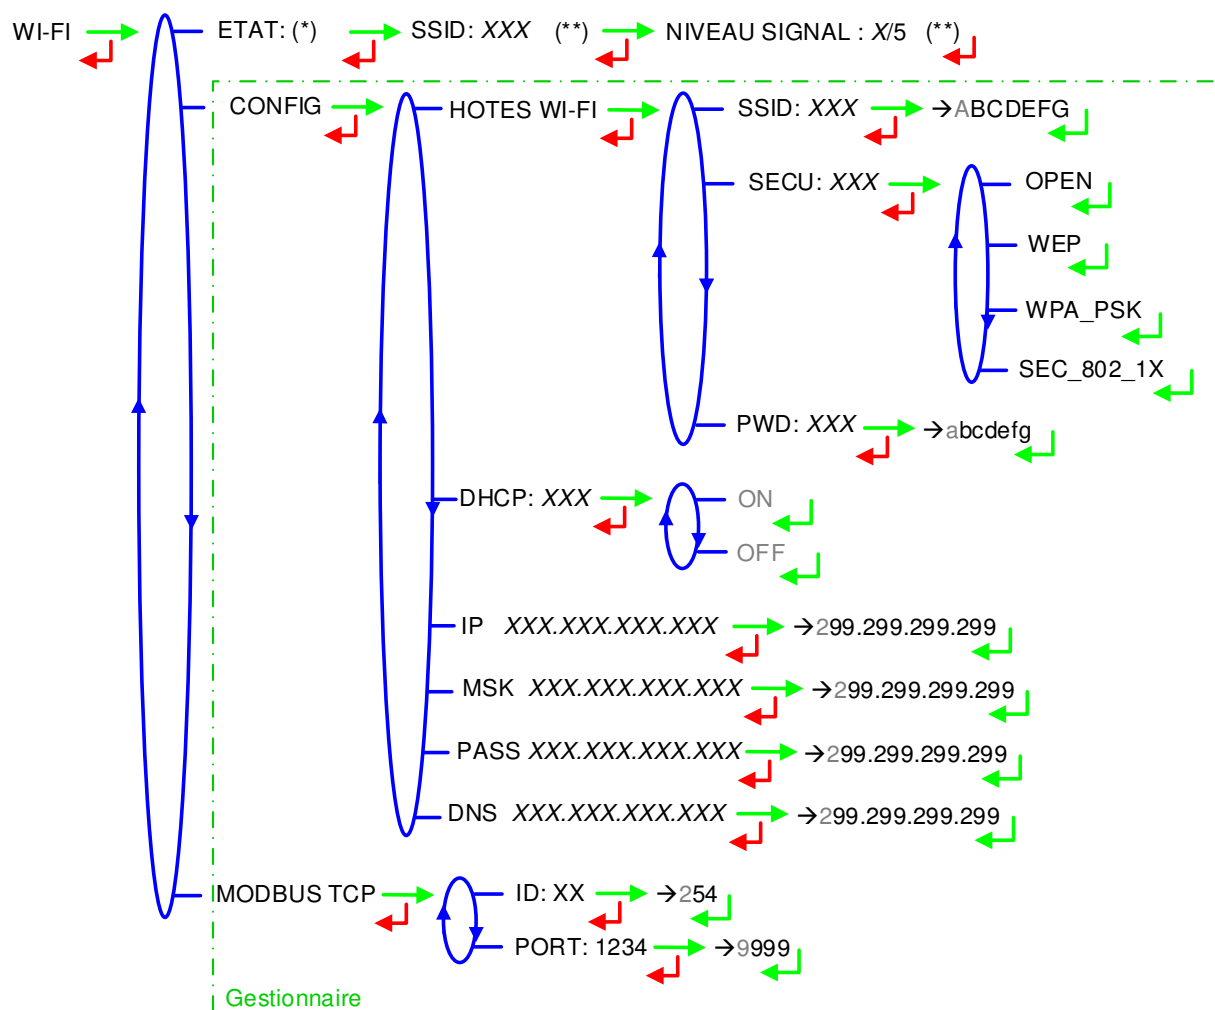 WI-FI ETAT: (*) SSID: XXX (**) NIVEAU SIGNAL : X/5 (**)
CONFIG HOTES WI-FI SSID: XXX →ABCDEFG
SECU: XXX OPEN
WEP
WPA_PSK
SEC_802_1X
PWD: XXX →abcdefg
DHCP: XXX ON
OFF
IP XXX.XXX.XXX.XXX →299.299.299.299
MSK XXX.XXX.XXX.XXX →299.299.299.299
PASS XXX.XXX.XXX.XXX →299.299.299.299
DNS XXX.XXX.XXX.XXX →299.299.299.299
MODBUS TCP ID: XX →254
PORT: 1234 →9999
Gestionnaire